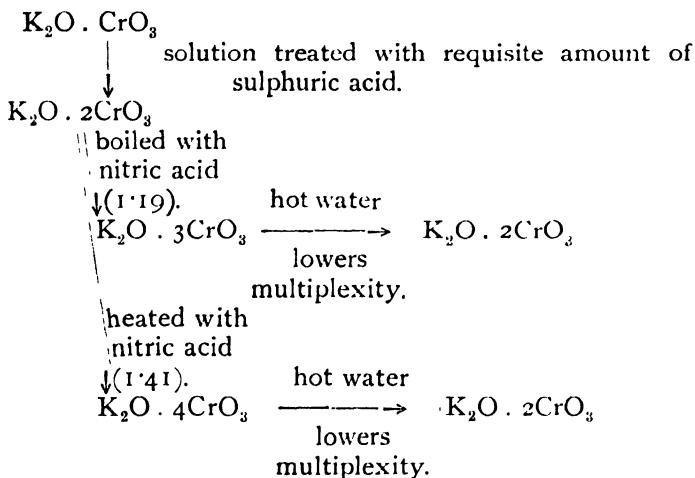 K₂O . CrO₃
solution treated with requisite amount of
sulphuric acid.
K₂O . 2CrO₃
boiled with
nitric acid
(1·19).
hot water
K₂O . 3CrO₃ K₂O . 2CrO₃
lowers
multiplexity.
heated with
nitric acid
(1·41).
hot water
K₂O . 4CrO₃ K₂O . 2CrO₃
lowers
multiplexity.